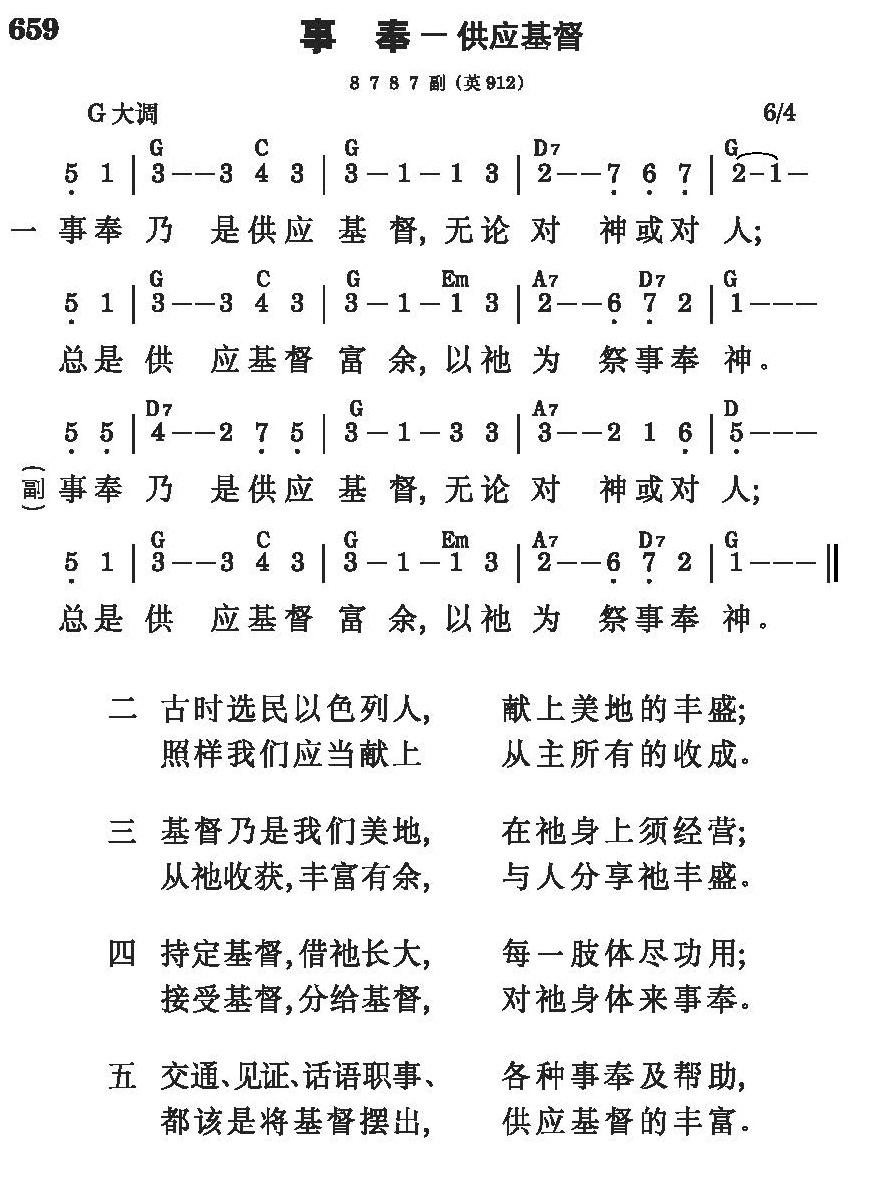 659
事 奉 － 供应基督
8 7 8 7 副（英912）
G大调 6/4
G C G D7 G
5 1 | 3 - - 3 4 3 | 3 - 1 - 1 3 | 2 - - 7 6 7 | 2 - 1 -
一 事奉 乃 是供应 基 督, 无论 对 神或对 人;
G C G Em A7 D7 G
5 1 | 3 - - 3 4 3 | 3 - 1 - 1 3 | 2 - - 6 7 2 | 1 - - -
总是 供 应基督 富 余, 以祂 为 祭事奉 神。
D7 G A7 D
5 5 | 4 - - 2 7 5 | 3 - 1 - 3 3 | 3 - - 2 1 6 | 5 - - -
（副） 事奉 乃 是供应 基 督, 无论 对 神或对 人;
G C G Em A7 D7 G
5 1 | 3 - - 3 4 3 | 3 - 1 - 1 3 | 2 - - 6 7 2 | 1 - - - ‖
总是 供 应基督 富 余, 以祂 为 祭事奉 神。
二 古时选民以色列人, 献上美地的丰盛;
照样我们应当献上 从主所有的收成。
三 基督乃是我们美地, 在祂身上须经营;
从祂收获, 丰富有余, 与人分享祂丰盛。
四 持定基督, 借祂长大, 每一肢体尽功用;
接受基督, 分给基督, 对祂身体来事奉。
五 交通、见证、话语职事、 各种事奉及帮助,
都该是将基督摆出, 供应基督的丰富。